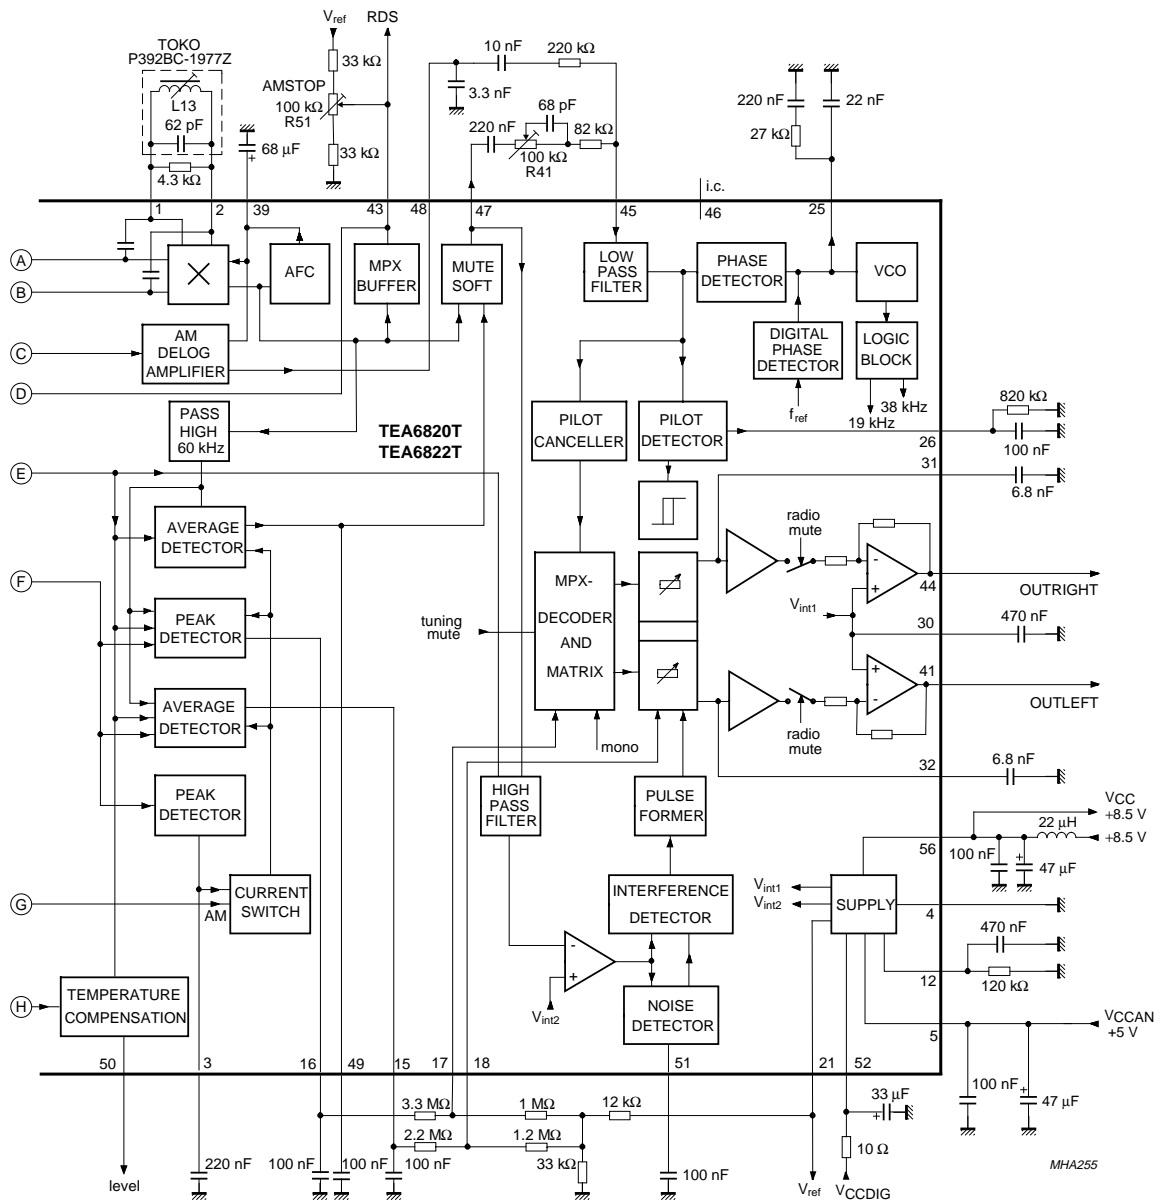 TOKO
P392BC-1977Z
L13
62 pF
4.3 kΩ
68 µF
+
Vref
RDS
33 kΩ
AMSTOP
100 kΩ
R51
33 kΩ
10 nF
220 kΩ
3.3 nF
220 nF
68 pF
82 kΩ
100 kΩ
R41
220 nF
22 nF
27 kΩ
i.c.
1
2
39
43
48
47
45
46
25
A
B
C
D
E
F
G
H
AFC
MPX
BUFFER
MUTE
SOFT
LOW
PASS
FILTER
PHASE
DETECTOR
VCO
AM
DELOG
AMPLIFIER
DIGITAL
PHASE
DETECTOR
LOGIC
BLOCK
fref
38 kHz
19 kHz
PASS
HIGH
60 kHz
TEA6820T
TEA6822T
PILOT
CANCELLER
PILOT
DETECTOR
820 kΩ
26
100 nF
31
6.8 nF
AVERAGE
DETECTOR
radio
mute
-
+
44
OUTRIGHT
PEAK
DETECTOR
tuning
mute
MPX-
DECODER
AND
MATRIX
Vint1
30
470 nF
AVERAGE
DETECTOR
+
-
41
OUTLEFT
mono
radio
mute
32
6.8 nF
PEAK
DETECTOR
HIGH
PASS
FILTER
PULSE
FORMER
VCC
+8.5 V
22 µH
+8.5 V
56
100 nF
+
47 µF
AM
CURRENT
SWITCH
INTERFERENCE
DETECTOR
Vint1
Vint2
SUPPLY
4
470 nF
12
120 kΩ
-
+
Vint2
TEMPERATURE
COMPENSATION
NOISE
DETECTOR
5
VCCAN
+5 V
50
3
16
49
15
17
18
51
21
52
100 nF
+
47 µF
3.3 MΩ
1 MΩ
12 kΩ
33 µF
+
2.2 MΩ
1.2 MΩ
10 Ω
33 kΩ
level
220 nF
100 nF
100 nF
100 nF
100 nF
Vref
VCCDIG
MHA255